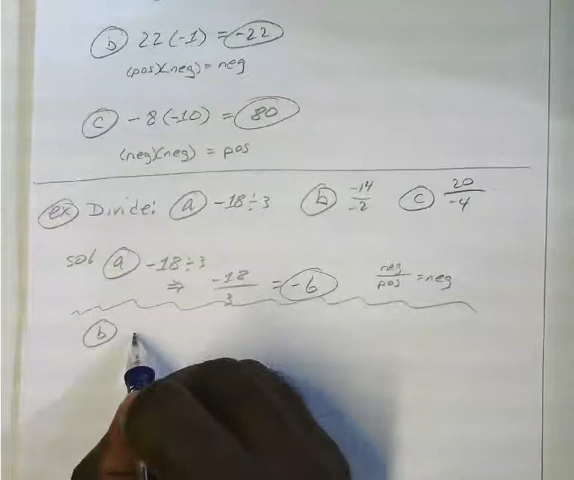 (b) 22(-1) = -22
(pos)(neg) = neg
(c) -8(-10) = 80
(neg)(neg) = pos
ex Divide: (a) -18÷3 (b) -14/-2 (c) 20/-4
sol (a) -18÷3
⇒ -18/3 = -6 neg/pos = neg
(b)